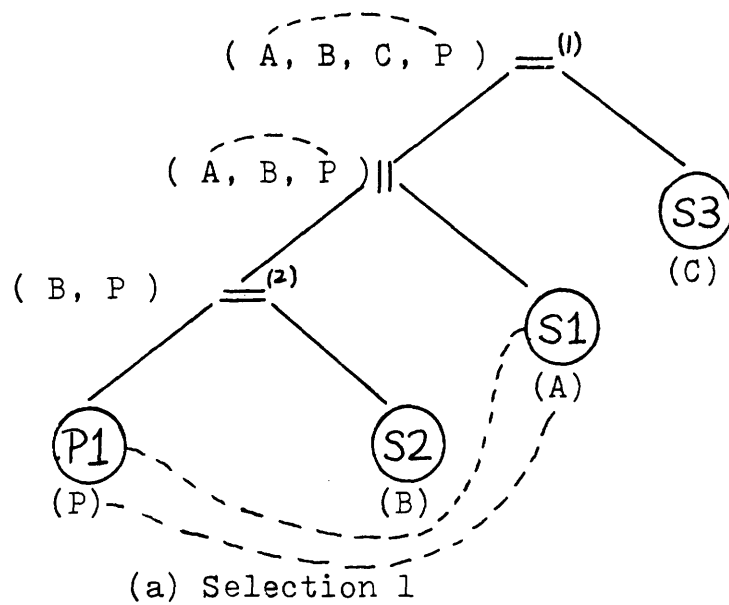 ( A, B, C, P ) = (1)
( A, B, P ) ||
S3
(C)
( B, P ) = (2)
S1
(A)
P1
S2
(P)
(B)
(a) Selection 1